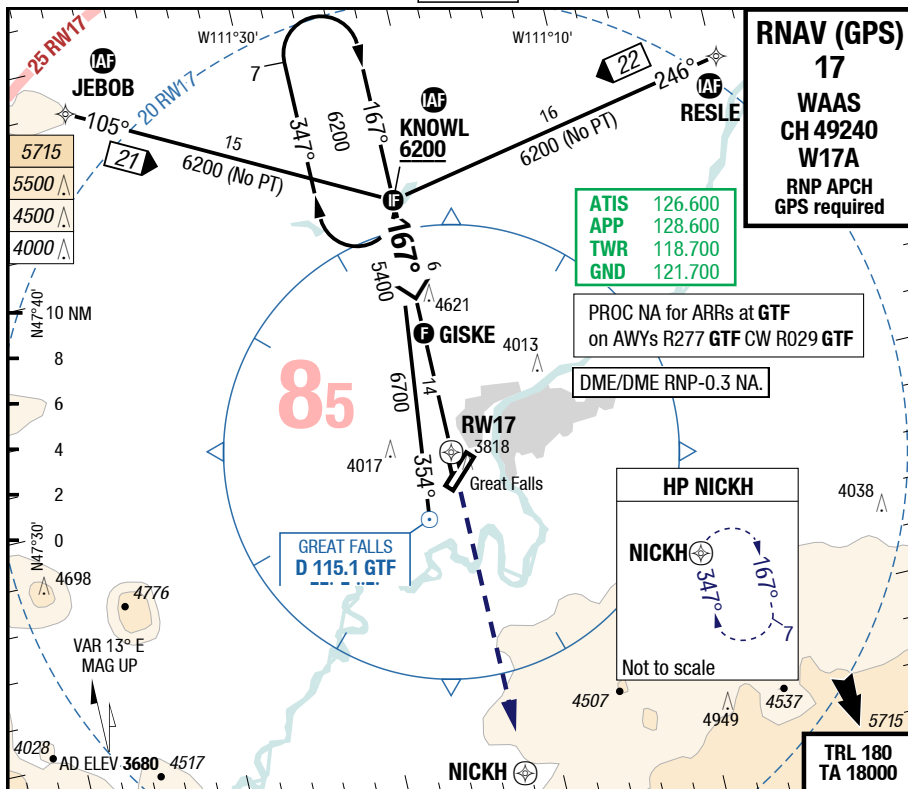 25 RW17
20 RW17
W111°30'
W111°10'
IAF
JEBOB
105°
15
6200 (No PT)
21
7
347°
6200
167°
IAF
KNOWL
6200
IF
22
246°
IAF
RESLE
16
6200 (No PT)
RNAV (GPS)
17
WAAS
CH 49240
W17A
RNP APCH
GPS required
5715
5500
4500
4000
ATIS 126.600
APP 128.600
TWR 118.700
GND 121.700
PROC NA for ARRs at GTF
on AWYs R277 GTF CW R029 GTF
DME/DME RNP-0.3 NA.
N47°40'
10 NM
8
6
4
2
0
N47°30'
167°
5400
6
4621
F GISKE
4013
85
14
6700
354°
RW17
3818
4017
Great Falls
GREAT FALLS
D 115.1 GTF
HP NICKH
NICKH
347°
167°
7
Not to scale
4038
4698
4776
VAR 13° E
MAG UP
4028
AD ELEV 3680
4517
4507
4949
4537
5715
NICKH
TRL 180
TA 18000